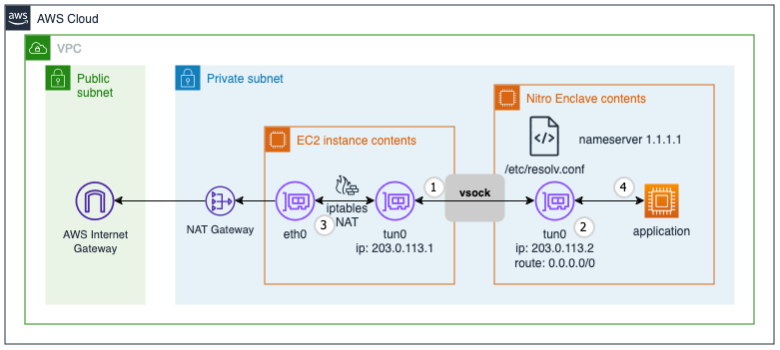 aws
AWS Cloud
VPC
Public
subnet
Private subnet
Nitro Enclave contents
EC2 instance contents
</>
nameserver 1.1.1.1
/etc/resolv.conf
1
vsock
4
AWS Internet
Gateway
NAT Gateway
eth0
3
iptables
NAT
tun0
ip: 203.0.113.1
tun0
2
ip: 203.0.113.2
route: 0.0.0.0/0
application